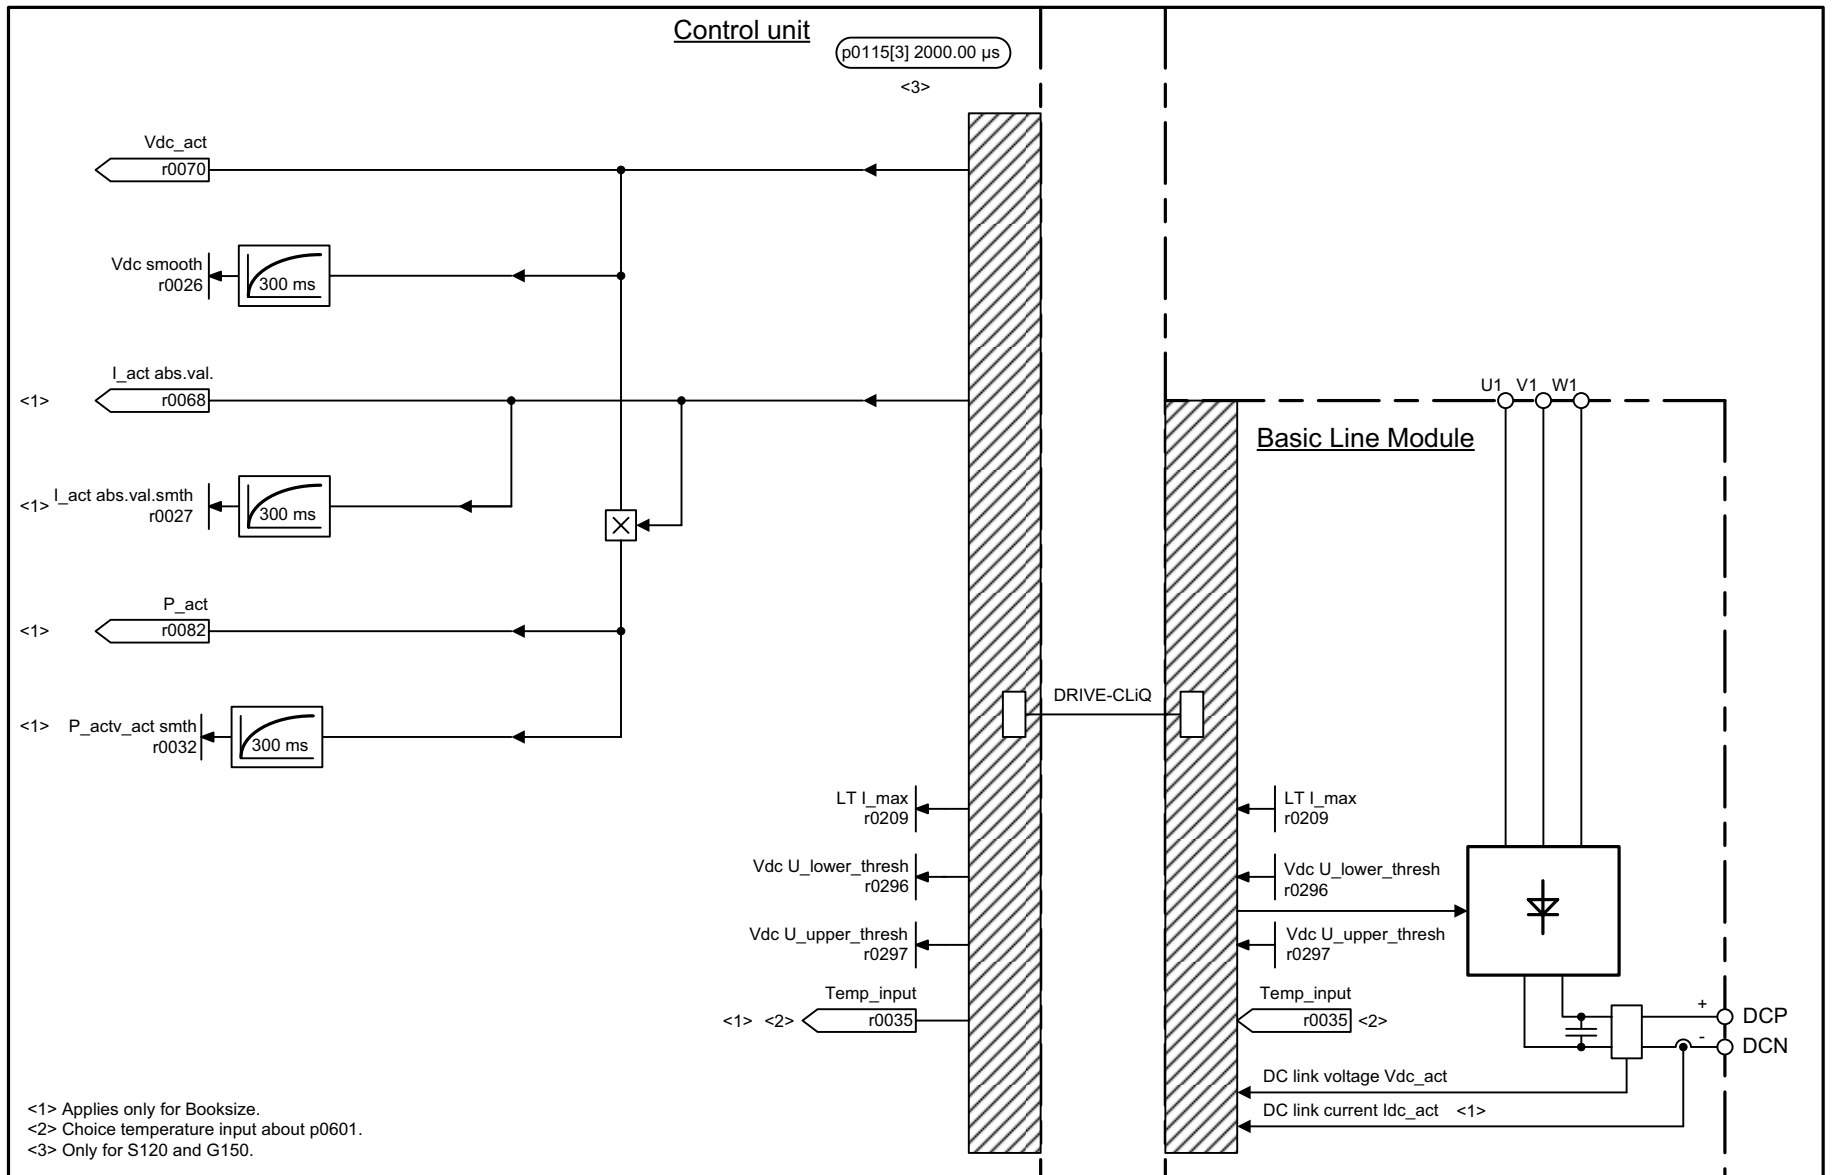 Control unit
p0115[3] 2000.00 µs
<3>
Vdc_act
r0070
Vdc smooth
r0026
300 ms
I_act abs.val.
<1>
r0068
<1> I_act abs.val.smth
r0027
300 ms
P_act
<1>
r0082
<1> P_actv_act smth
r0032
300 ms
DRIVE-CLiQ
LT I_max
r0209
Vdc U_lower_thresh
r0296
Vdc U_upper_thresh
r0297
Temp_input
<1> <2>
r0035
U1 V1 W1
Basic Line Module
LT I_max
r0209
Vdc U_lower_thresh
r0296
Vdc U_upper_thresh
r0297
Temp_input
r0035 <2>
+
DCP
-
DCN
DC link voltage Vdc_act
DC link current Idc_act <1>
<1> Applies only for Booksize.
<2> Choice temperature input about p0601.
<3> Only for S120 and G150.